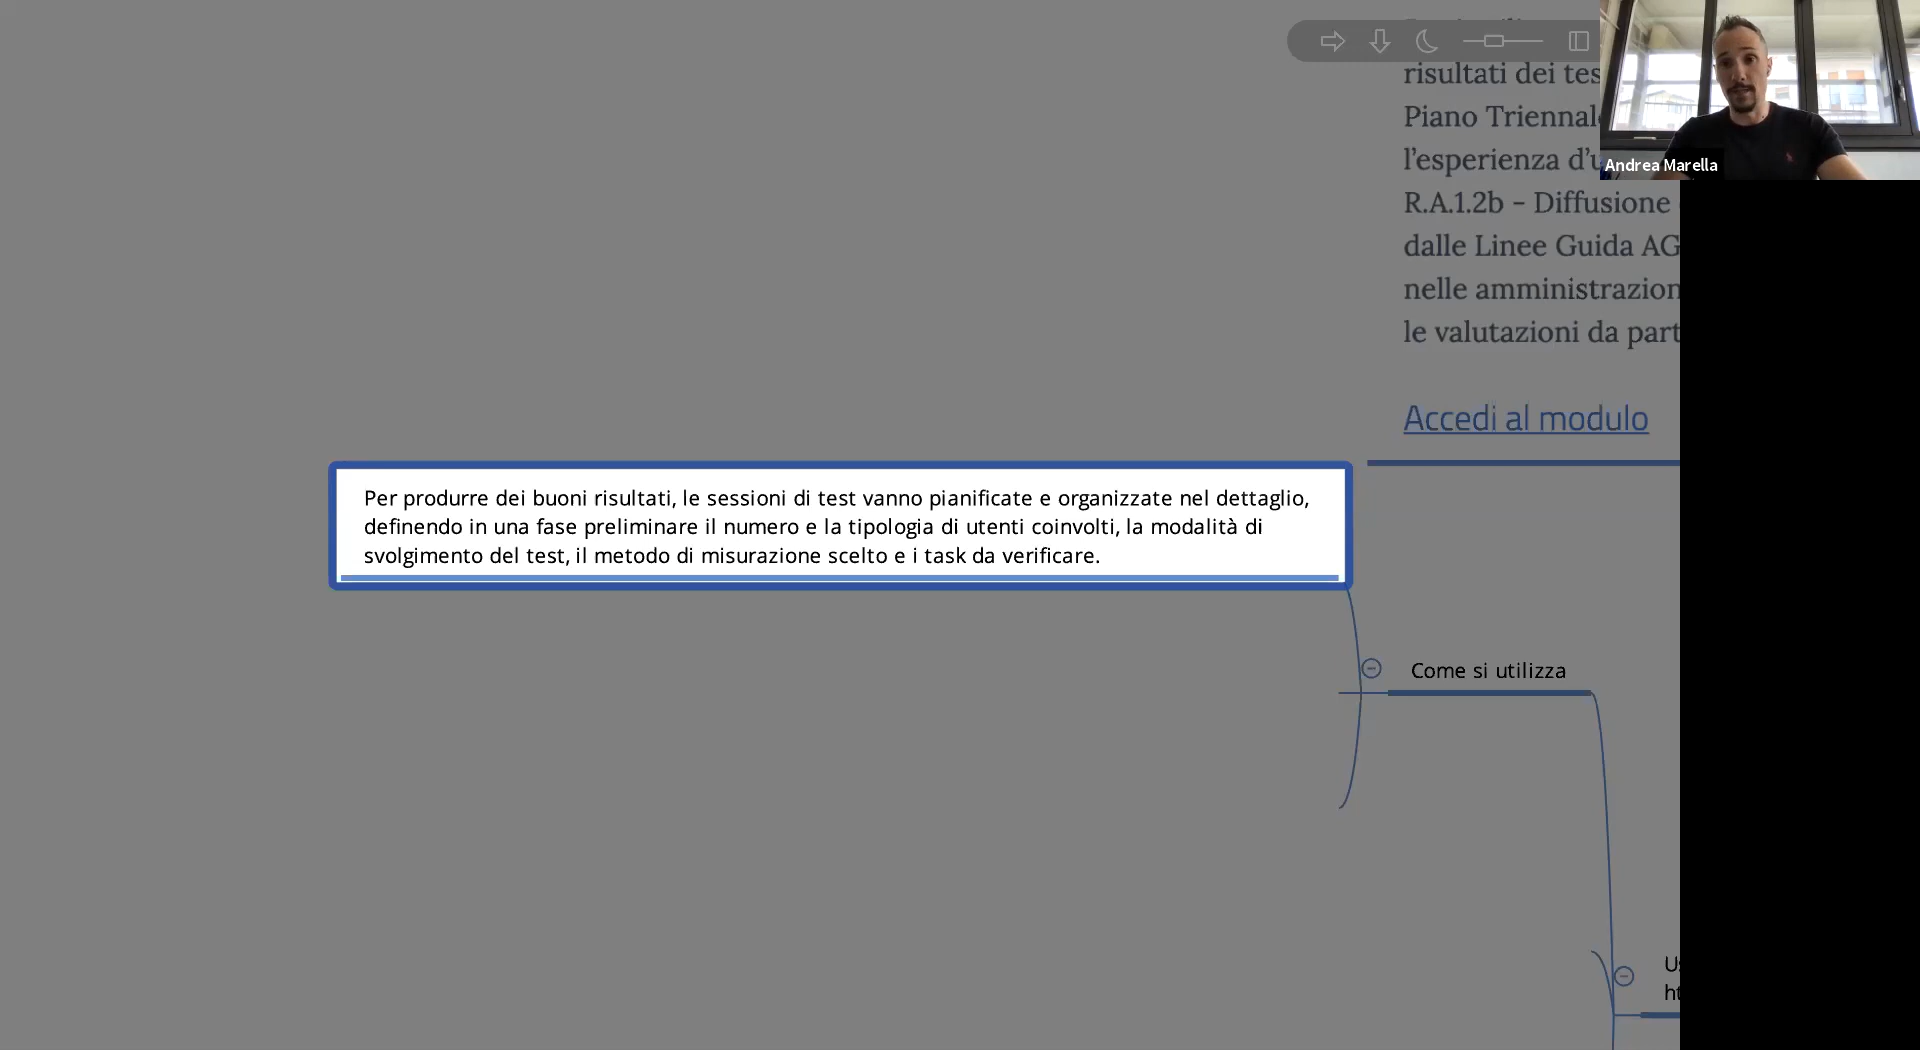 risultati dei tes
Piano Triennal
l’esperienza d’u
R.A.1.2b - Diffusione
dalle Linee Guida AG
nelle amministrazion
le valutazioni da part
Accedi al modulo
Andrea Marella
Per produrre dei buoni risultati, le sessioni di test vanno pianificate e organizzate nel dettaglio,
definendo in una fase preliminare il numero e la tipologia di utenti coinvolti, la modalità di
svolgimento del test, il metodo di misurazione scelto e i task da verificare.
Come si utilizza